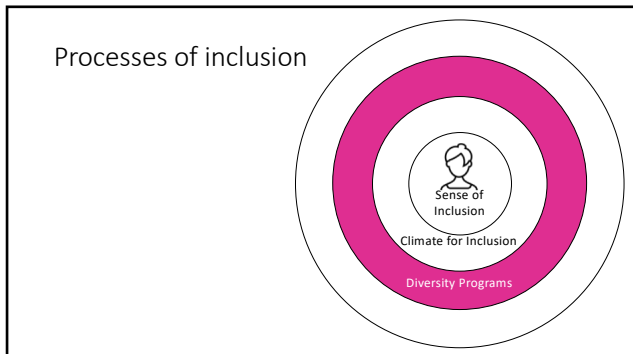 Processes of inclusion
Sense of
Inclusion
Climate for Inclusion
Diversity Programs